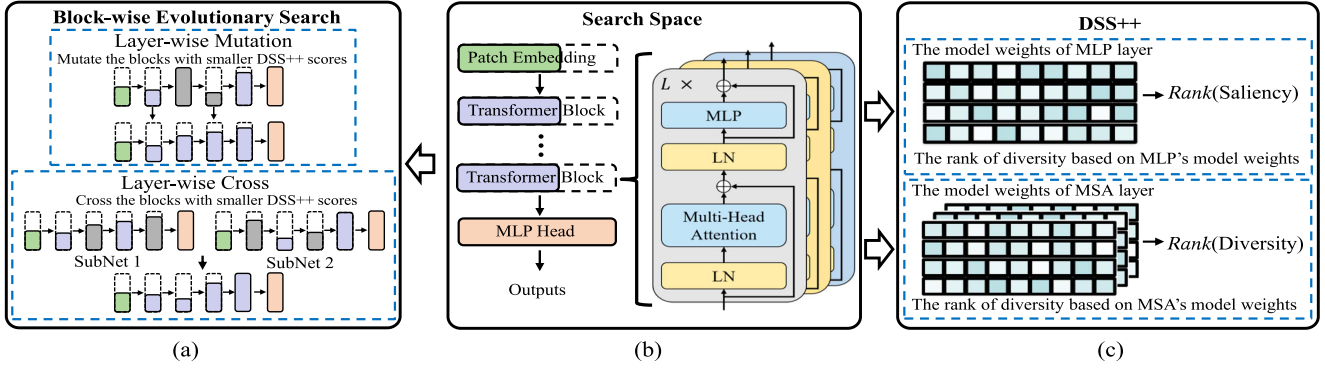 Block-wise Evolutionary Search
Layer-wise Mutation
Mutate the blocks with smaller DSS++ scores
Layer-wise Cross
Cross the blocks with smaller DSS++ scores
SubNet 1
SubNet 2
(a)
Search Space
Patch Embedding
Transformer Block
Transformer Block
MLP Head
Outputs
L ×
MLP
LN
Multi-Head
Attention
LN
(b)
DSS++
The model weights of MLP layer
Rank(Saliency)
The rank of diversity based on MLP's model weights
The model weights of MSA layer
Rank(Diversity)
The rank of diversity based on MSA's model weights
(c)